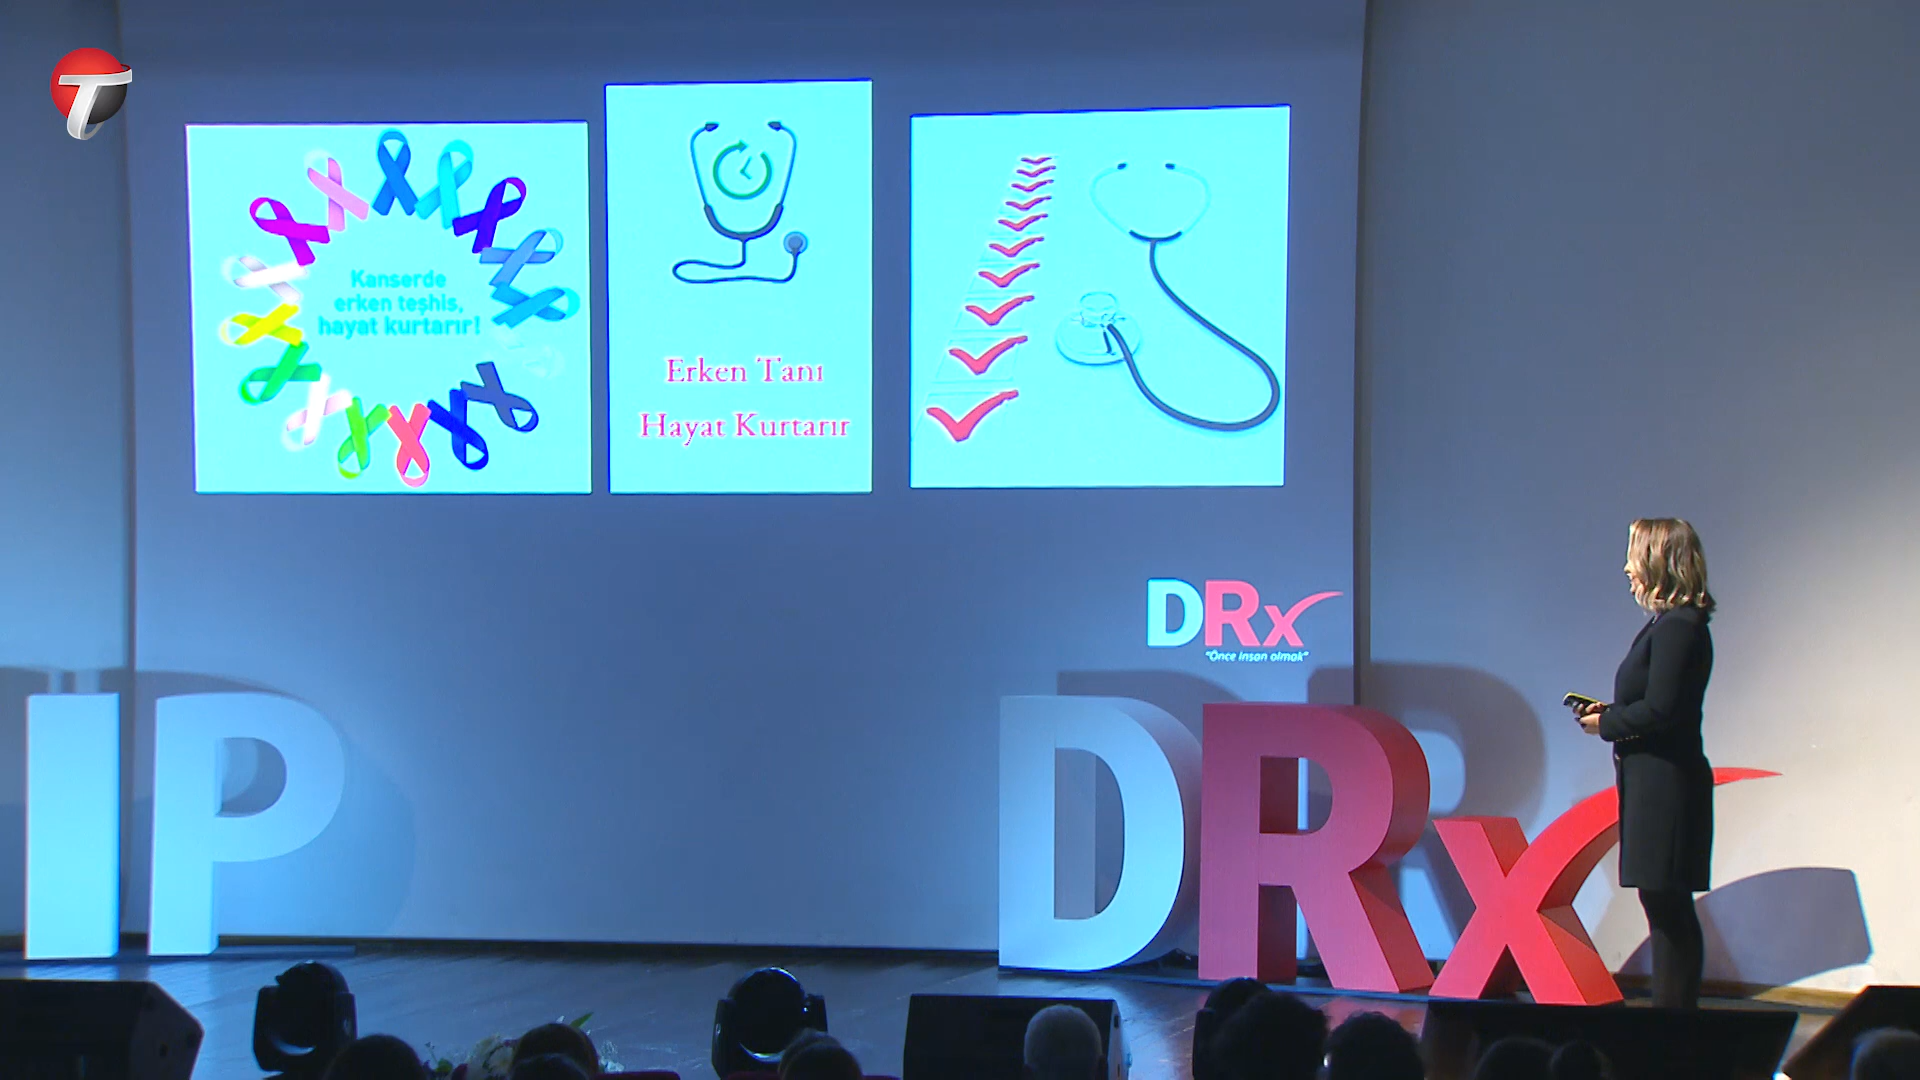 T
Kanserde
erken teşhis,
hayat kurtarır!
Erken Tanı
Hayat Kurtarır
DRx
"Önce insan olmak"
IP
DRx